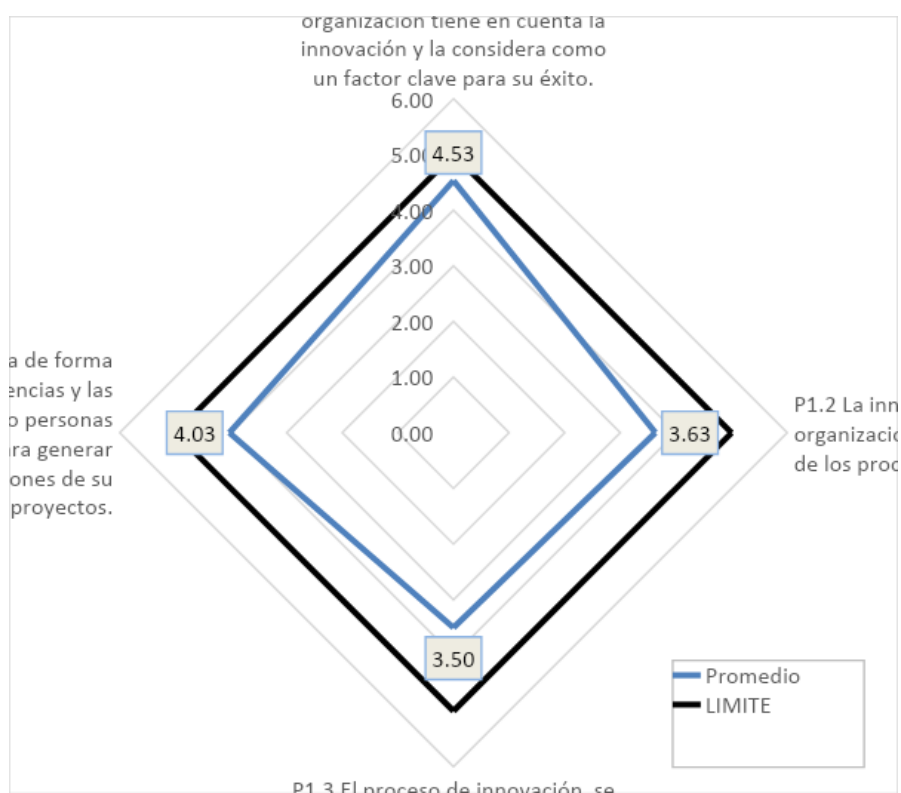 organización tiene en cuenta la
innovación y la considera como
un factor clave para su éxito.
6.00
5.00
4.53
4.00
3.00
2.00
1.00
0.00
a de forma
encias y las
o personas
ara generar
ones de su
proyectos.
4.03
3.63
P1.2 La inn
organizació
de los proc
3.50
Promedio
LIMITE
P1.3 El proceso de innovación, se